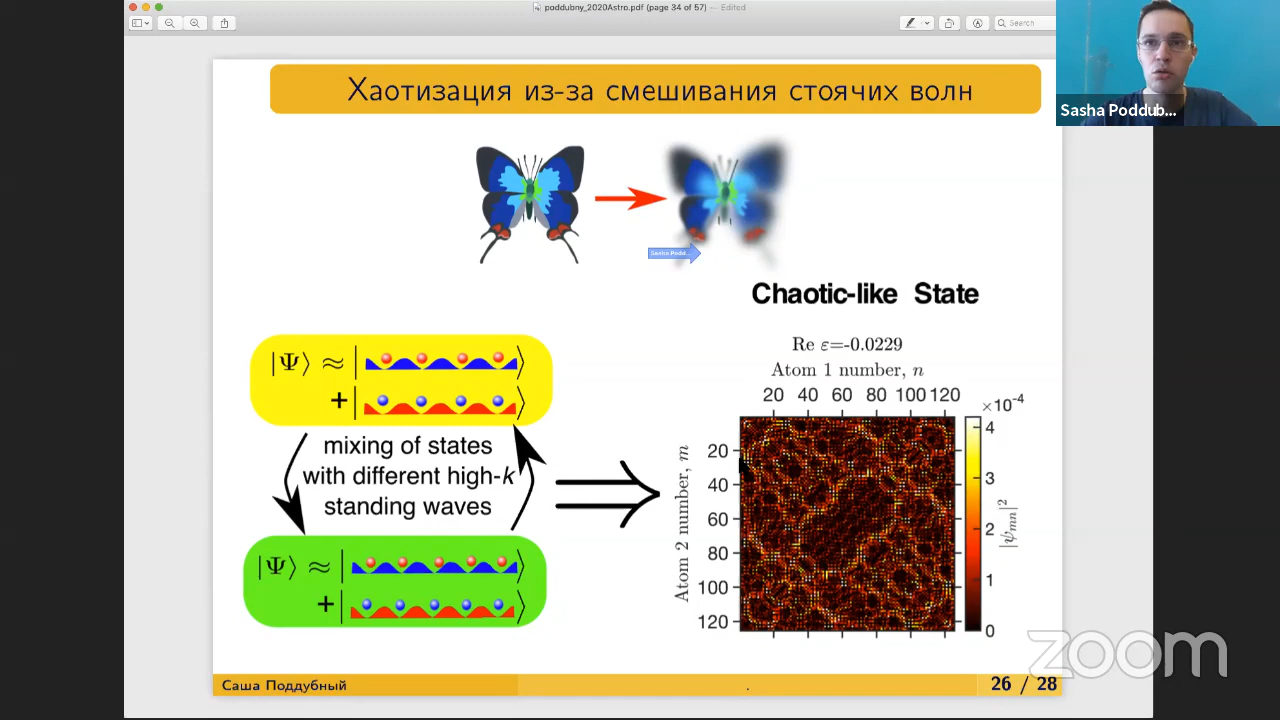 poddubny_2020Astro.pdf (page 34 of 57) — Edited
Search
Sasha Poddub...
Хаотизация из-за смешивания стоячих волн
Sasha Podd...
Chaotic-like State
|Ψ⟩ ≈ | ⟩
+ | ⟩
mixing of states
with different high-k
standing waves
|Ψ⟩ ≈ | ⟩
+ | ⟩
Re ε=-0.0229
Atom 1 number, n
20 40 60 80 100 120
×10⁻⁴
Atom 2 number, m
20
40
60
80
100
120
4
3
2
1
0
|ψₘₙ|²
zoom
Саша Поддубный
.
26 / 28